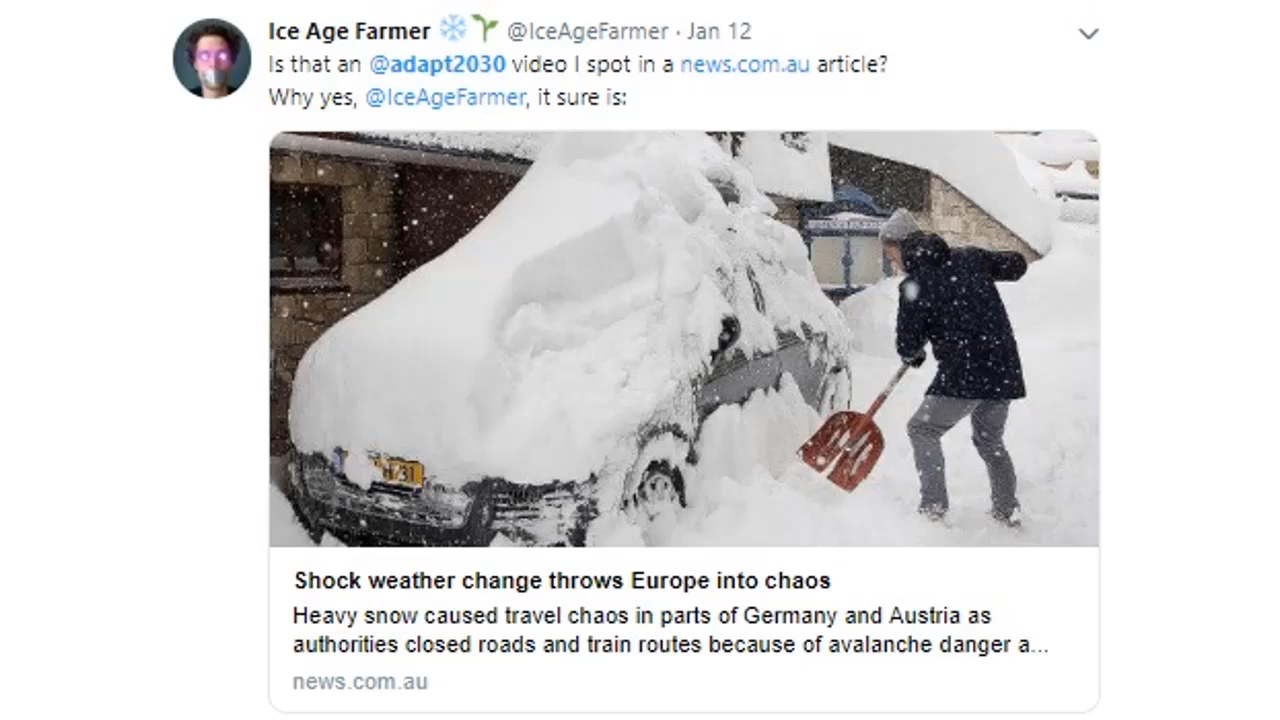 Ice Age Farmer ❄🌱 @IceAgeFarmer · Jan 12
Is that an @adapt2030 video I spot in a news.com.au article?
Why yes, @IceAgeFarmer, it sure is:
Shock weather change throws Europe into chaos
Heavy snow caused travel chaos in parts of Germany and Austria as
authorities closed roads and train routes because of avalanche danger a...
news.com.au